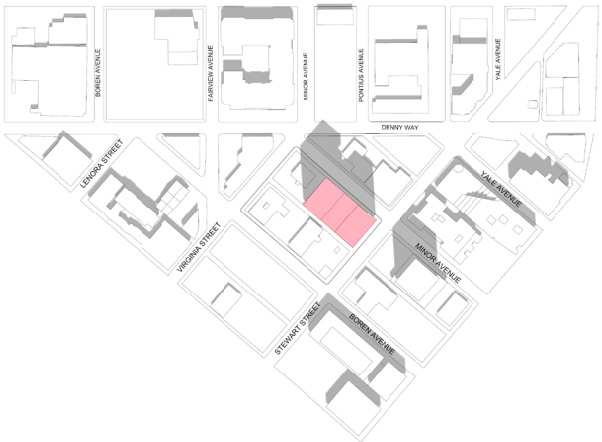 BOREN AVENUE
FAIRVIEW AVENUE
MINOR AVENUE
PONTIUS AVENUE
YALE AVENUE
DENNY WAY
LENORA STREET
YALE AVENUE
VIRGINIA STREET
MINOR AVENUE
STEWART STREET
BOREN AVENUE